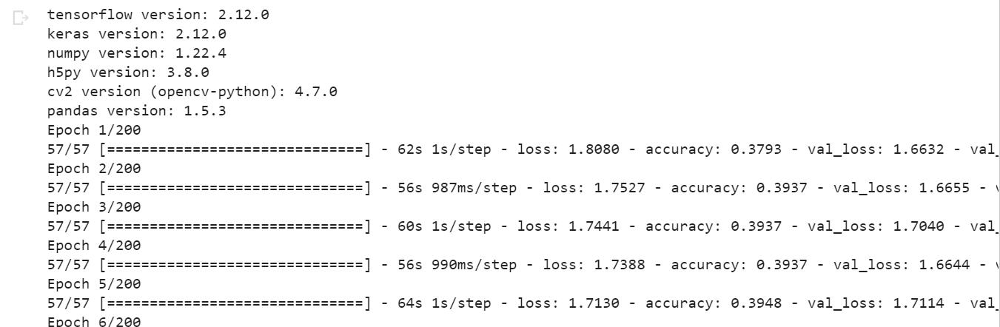 tensorflow version: 2.12.0
keras version: 2.12.0
numpy version: 1.22.4
h5py version: 3.8.0
cv2 version (opencv-python): 4.7.0
pandas version: 1.5.3
Epoch 1/200
57/57 [==============================] - 62s 1s/step - loss: 1.8080 - accuracy: 0.3793 - val_loss: 1.6632 - val_
Epoch 2/200
57/57 [==============================] - 56s 987ms/step - loss: 1.7527 - accuracy: 0.3937 - val_loss: 1.6655 -
Epoch 3/200
57/57 [==============================] - 60s 1s/step - loss: 1.7441 - accuracy: 0.3937 - val_loss: 1.7040 - val_
Epoch 4/200
57/57 [==============================] - 56s 990ms/step - loss: 1.7388 - accuracy: 0.3937 - val_loss: 1.6644 -
Epoch 5/200
57/57 [==============================] - 64s 1s/step - loss: 1.7130 - accuracy: 0.3948 - val_loss: 1.7114 - val_
Epoch 6/200